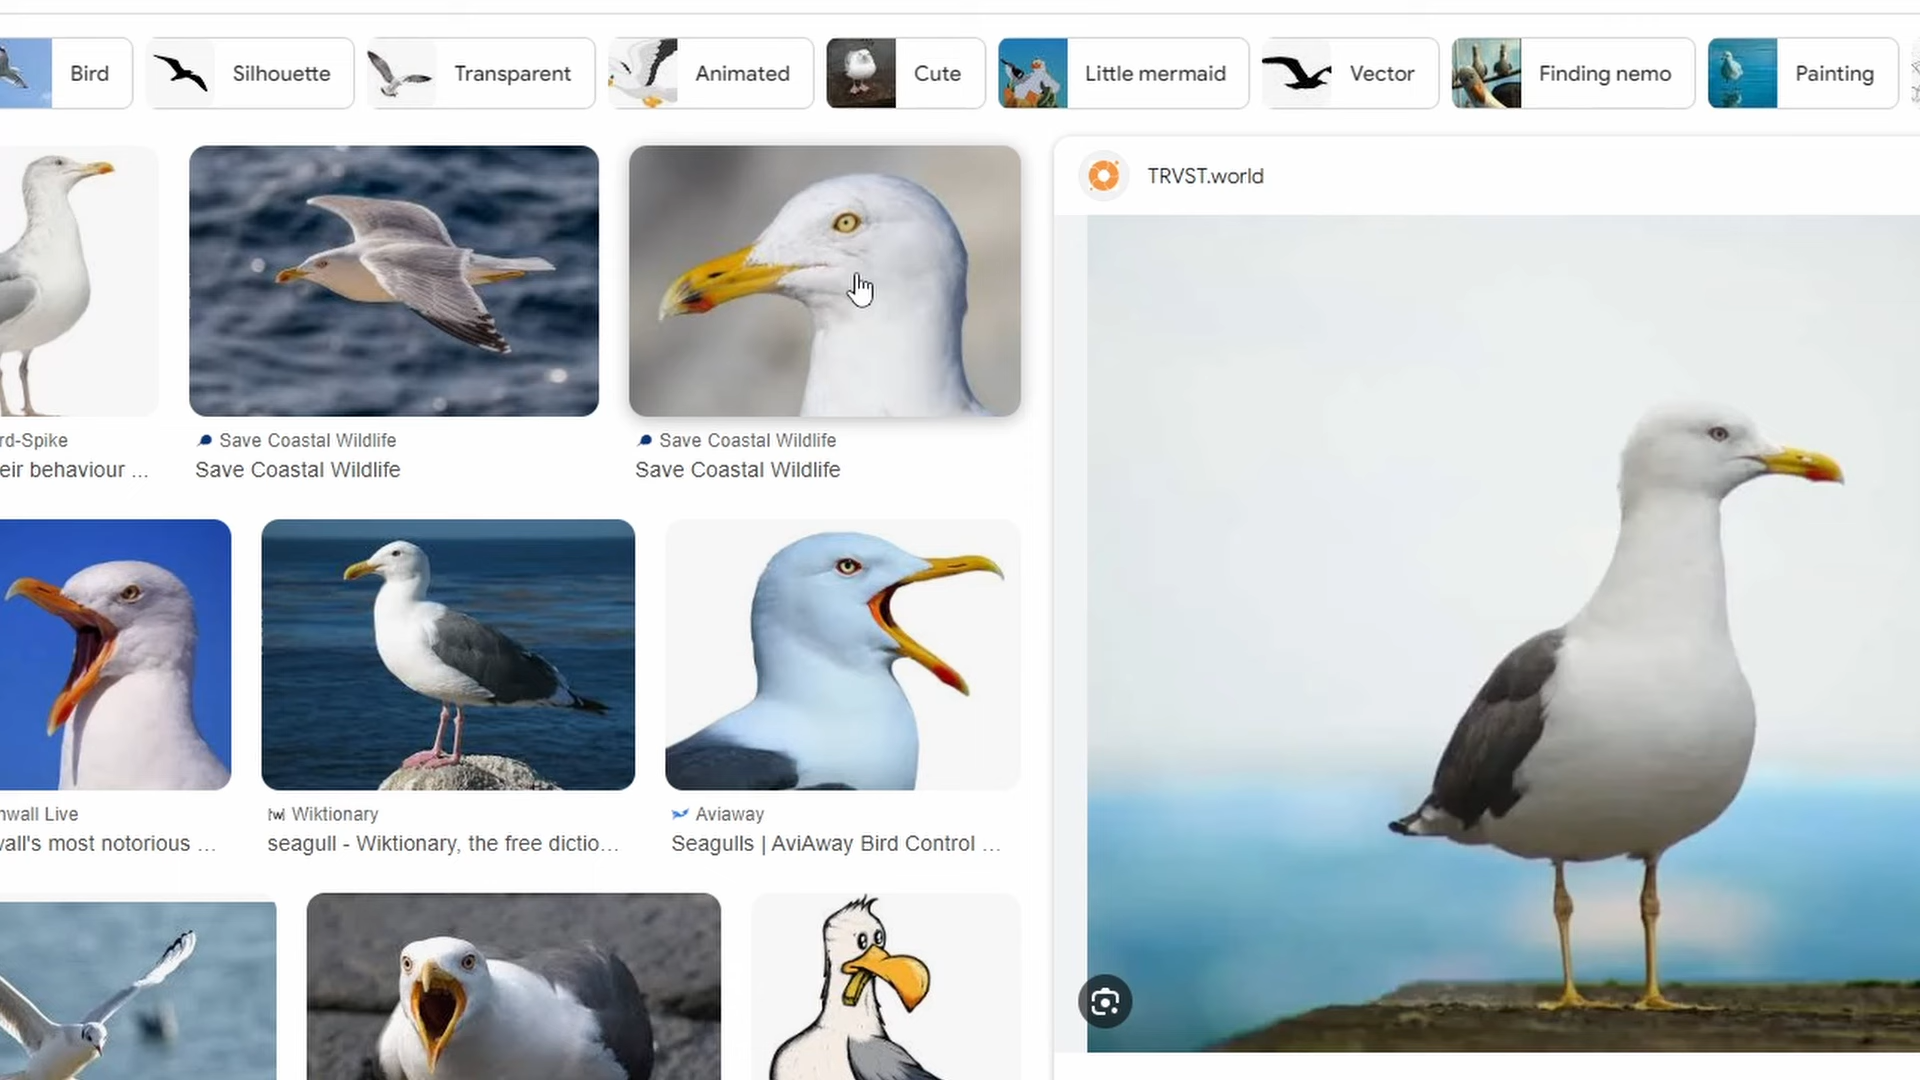 Bird
Silhouette
Transparent
Animated
Cute
Little mermaid
Vector
Finding nemo
Painting
TRVST.world
rd-Spike
eir behaviour ...
Save Coastal Wildlife
Save Coastal Wildlife
Save Coastal Wildlife
Save Coastal Wildlife
nwall Live
vall's most notorious ...
Wiktionary
seagull - Wiktionary, the free dictio...
Aviaway
Seagulls | AviAway Bird Control ...